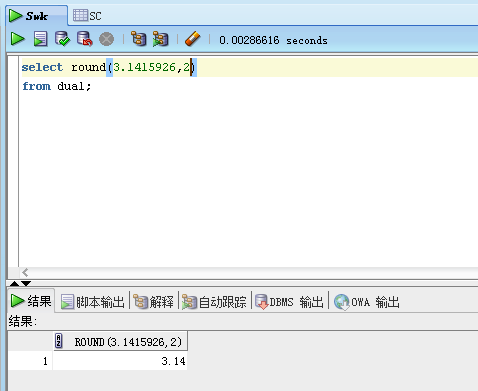 Swk SC
0.00286616 seconds
select round(3.1415926,2)
from dual;
结果 脚本输出 解释 自动跟踪 DBMS 输出 OWA 输出
结果:
ROUND(3.1415926,2)
1 3.14